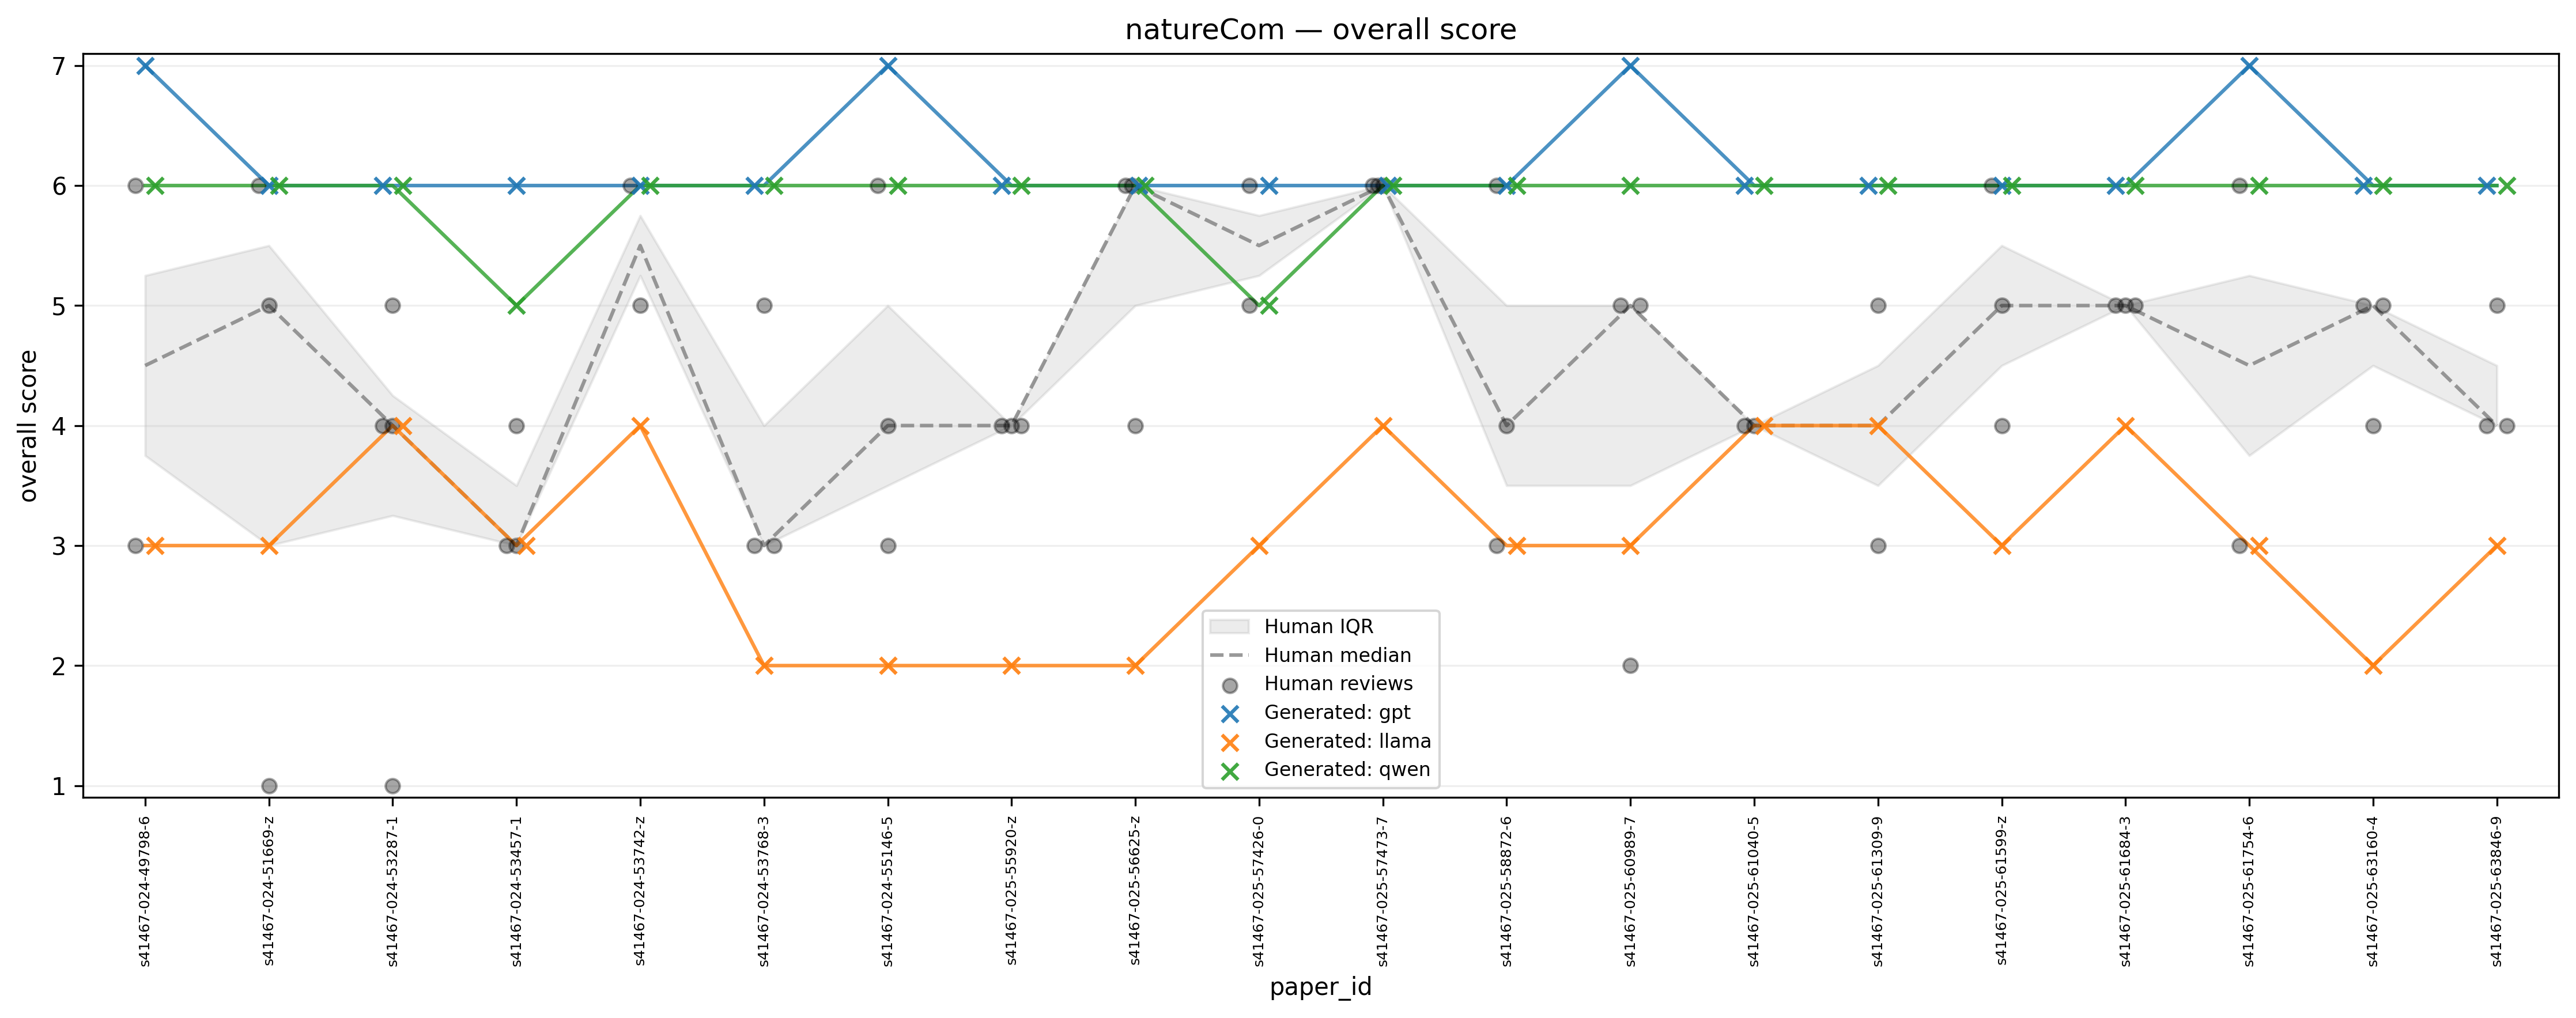 natureCom — overall score
overall score
7
6
5
4
3
2
1
Human IQR
Human median
Human reviews
Generated: gpt
Generated: llama
Generated: qwen
s41467-024-49798-6
s41467-024-51669-z
s41467-024-53287-1
s41467-024-53457-1
s41467-024-53742-z
s41467-024-53768-3
s41467-024-55146-5
s41467-025-55920-z
s41467-025-56625-z
s41467-025-57426-0
s41467-025-57473-7
s41467-025-58872-6
s41467-025-60989-7
s41467-025-61040-5
s41467-025-61309-9
s41467-025-61599-z
s41467-025-61684-3
s41467-025-61754-6
s41467-025-63160-4
s41467-025-63846-9
paper_id